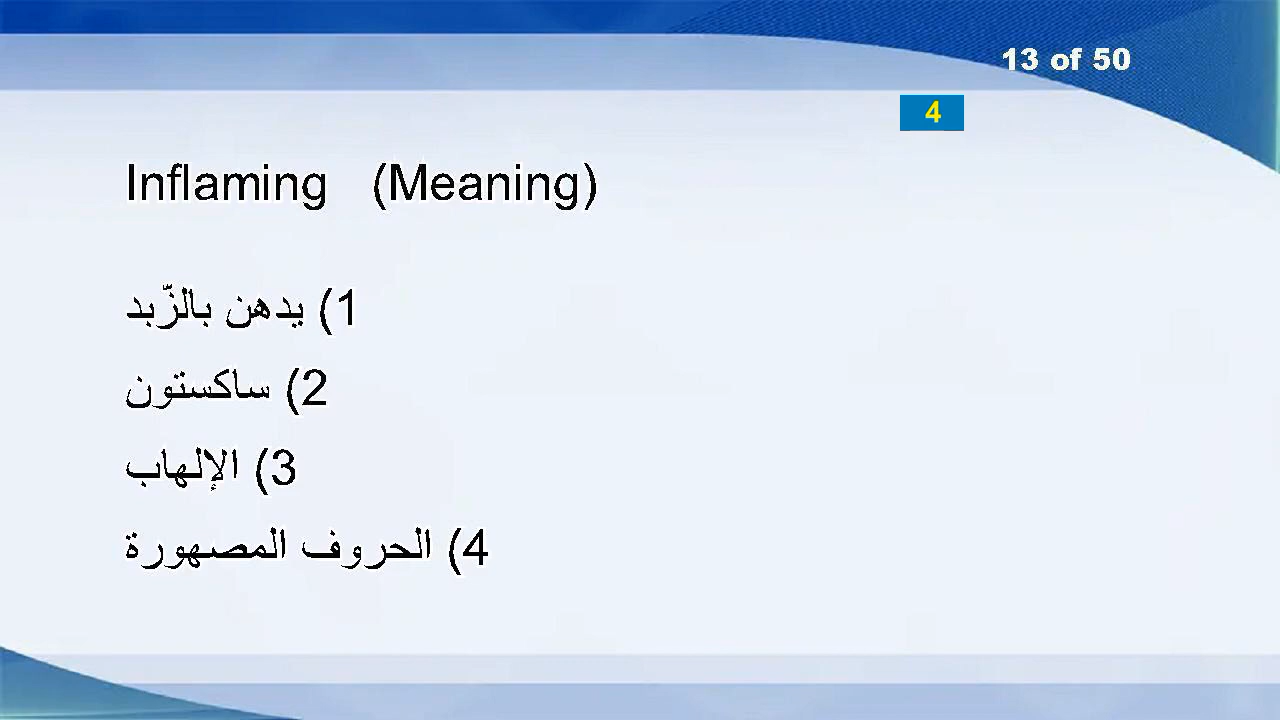 13 of 50
4
Inflaming (Meaning)
1) يدهن بالزّبد
2) ساكستون
3) الإلهاب
4) الحروف المصهورة